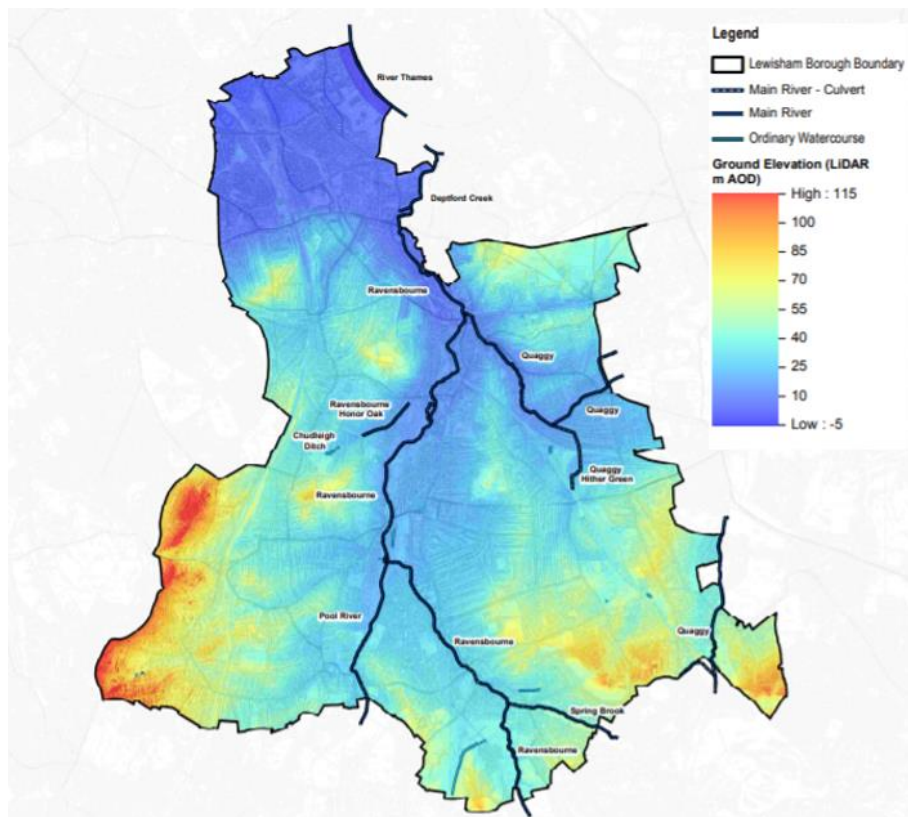 Legend
Lewisham Borough Boundary
Main River - Culvert
Main River
Ordinary Watercourse
Ground Elevation (LiDAR
m AOD)
High : 115
100
85
70
55
40
25
10
Low : -5
River Thames
Deptford Creek
Ravensbourne
Quaggy
Ravensbourne
Honor Oak
Quaggy
Chudleigh
Ditch
Quaggy
Hither Green
Ravensbourne
Pool River
Ravensbourne
Quaggy
Spring Brook
Ravensbourne